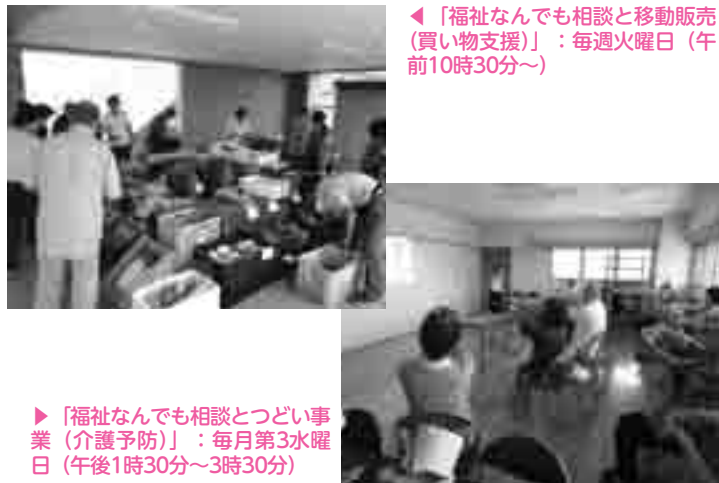 ◀「福祉なんでも相談と移動販売
（買い物支援）」：毎週火曜日（午
前10時30分～）
▶「福祉なんでも相談とつどい事
業（介護予防）」：毎月第3水曜
日（午後1時30分～3時30分）